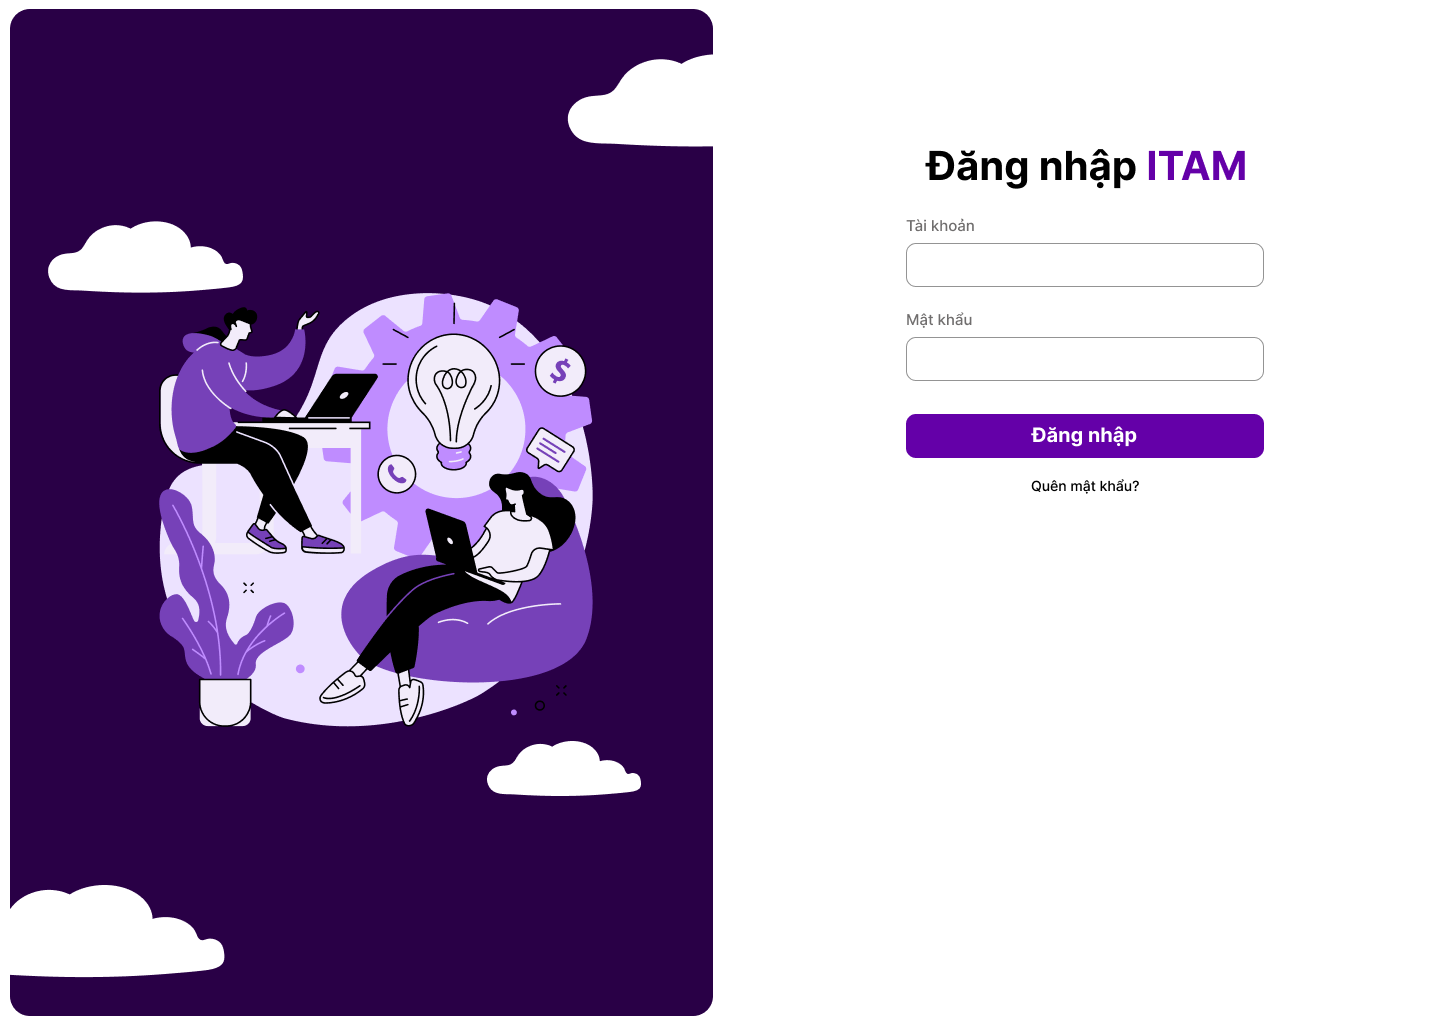 Đăng nhập ITAM
Tài khoản
Mật khẩu
Đăng nhập
Quên mật khẩu?
$